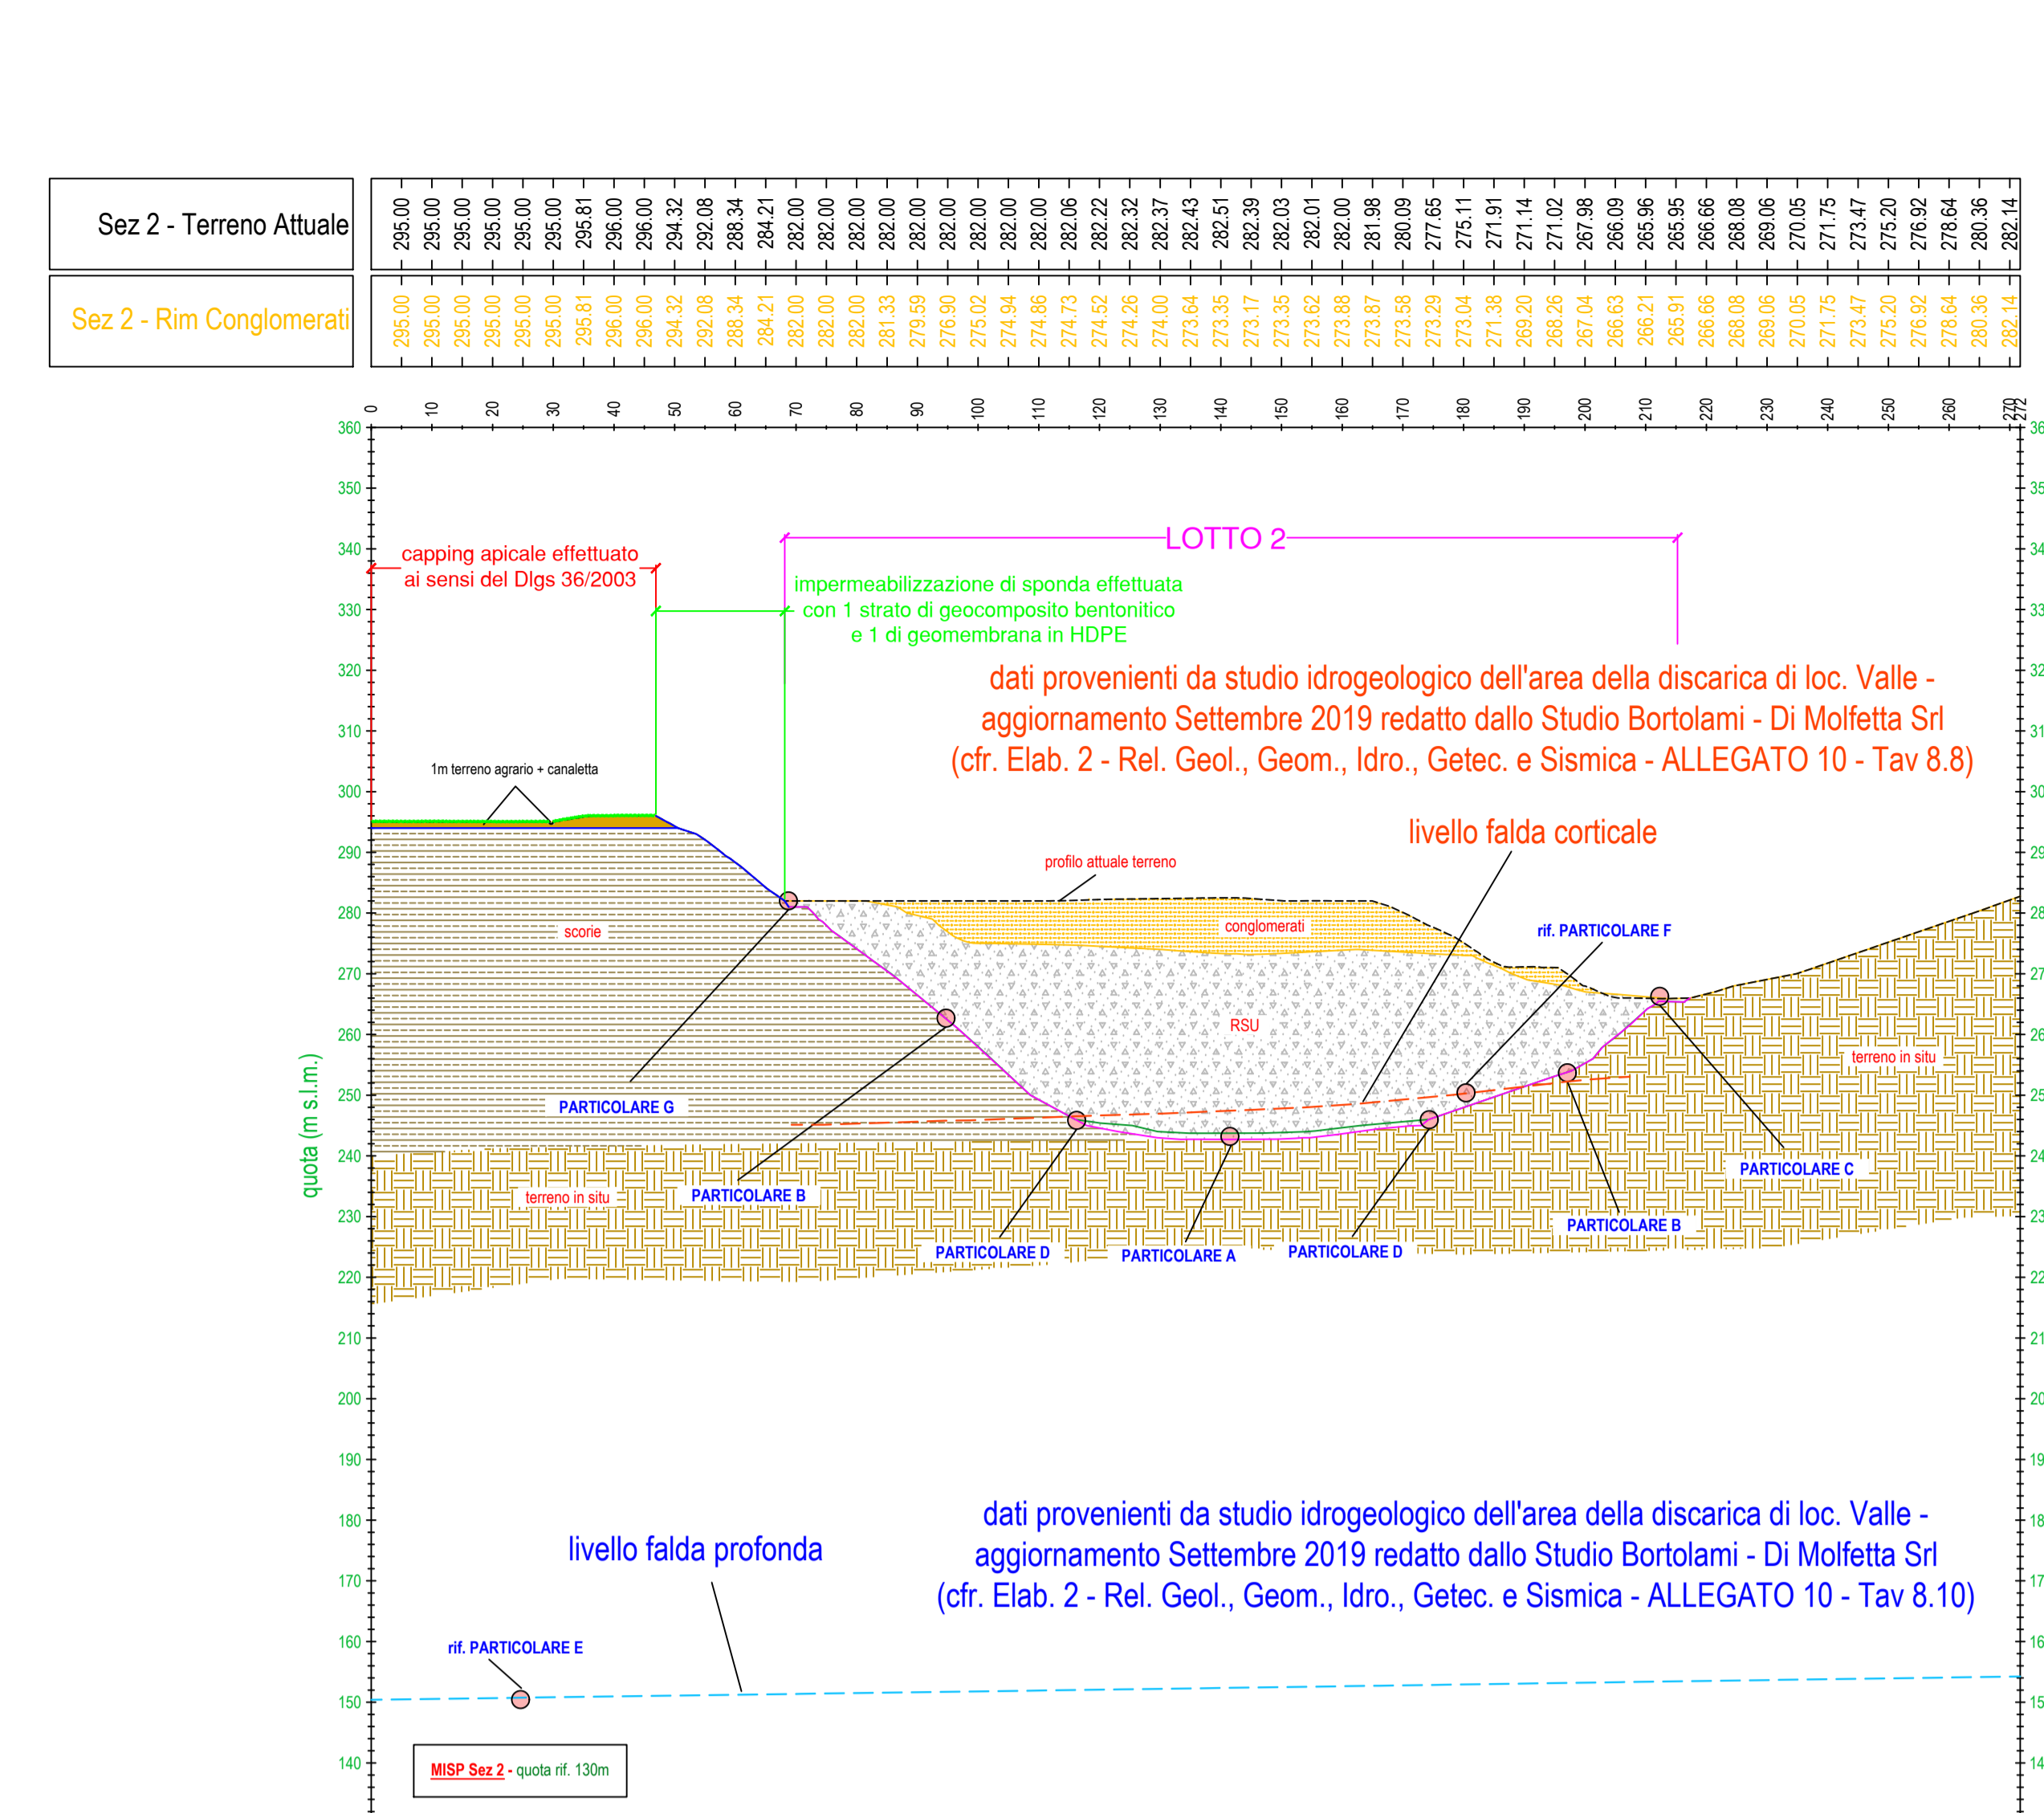 Sez 2 - Terreno Attuale
295.00 295.00 295.00 295.00 295.00 295.00 295.81 296.00 296.00 294.32 292.08 288.34 284.21 282.00 282.00 282.00 282.00 282.00 282.00 282.00 282.00 282.00 282.06 282.22 282.32 282.37 282.43 282.51 282.39 282.03 282.01 282.00 281.98 280.09 277.65 275.11 271.91 271.14 271.02 267.98 266.09 265.96 265.95 266.66 268.08 269.06 270.05 271.75 273.47 275.20 276.92 278.64 280.36 282.14
Sez 2 - Rim Conglomerati
295.00 295.00 295.00 295.00 295.00 295.00 295.81 296.00 296.00 294.32 292.08 288.34 284.21 282.00 282.00 282.00 281.33 279.59 276.90 275.02 274.94 274.86 274.73 274.52 274.26 274.00 273.64 273.35 273.17 273.35 273.62 273.88 273.87 273.58 273.29 273.04 271.38 269.20 268.26 267.04 266.63 266.21 265.91 266.66 268.08 269.06 270.05 271.75 273.47 275.20 276.92 278.64 280.36 282.14
0 10 20 30 40 50 60 70 80 90 100 110 120 130 140 150 160 170 180 190 200 210 220 230 240 250 260 270 272
360
350
340
330
320
310
300
290
280
270
260
250
240
230
220
210
200
190
180
170
160
150
140
quota (m s.l.m.)
LOTTO 2
capping apicale effettuato
ai sensi del Dlgs 36/2003
impermeabilizzazione di sponda effettuata
con 1 strato di geocomposito bentonitico
e 1 di geomembrana in HDPE
dati provenienti da studio idrogeologico dell'area della discarica di loc. Valle -
aggiornamento Settembre 2019 redatto dallo Studio Bortolami - Di Molfetta Srl
(cfr. Elab. 2 - Rel. Geol., Geom., Idro., Getec. e Sismica - ALLEGATO 10 - Tav 8.8)
1m terreno agrario + canaletta
livello falda corticale
profilo attuale terreno
scorie
conglomerati
rif. PARTICOLARE F
RSU
terreno in situ
PARTICOLARE G
PARTICOLARE C
terreno in situ
PARTICOLARE B
PARTICOLARE B
PARTICOLARE D
PARTICOLARE A
PARTICOLARE D
dati provenienti da studio idrogeologico dell'area della discarica di loc. Valle -
aggiornamento Settembre 2019 redatto dallo Studio Bortolami - Di Molfetta Srl
(cfr. Elab. 2 - Rel. Geol., Geom., Idro., Getec. e Sismica - ALLEGATO 10 - Tav 8.10)
livello falda profonda
rif. PARTICOLARE E
MISP Sez 2 - quota rif. 130m